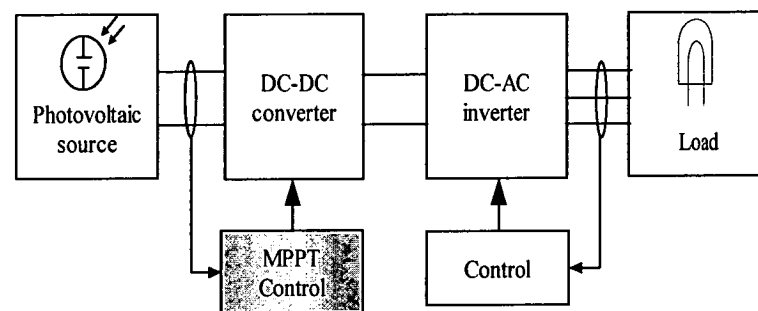 Photovoltaic
source
DC-DC
converter
DC-AC
inverter
Load
MPPT
Control
Control